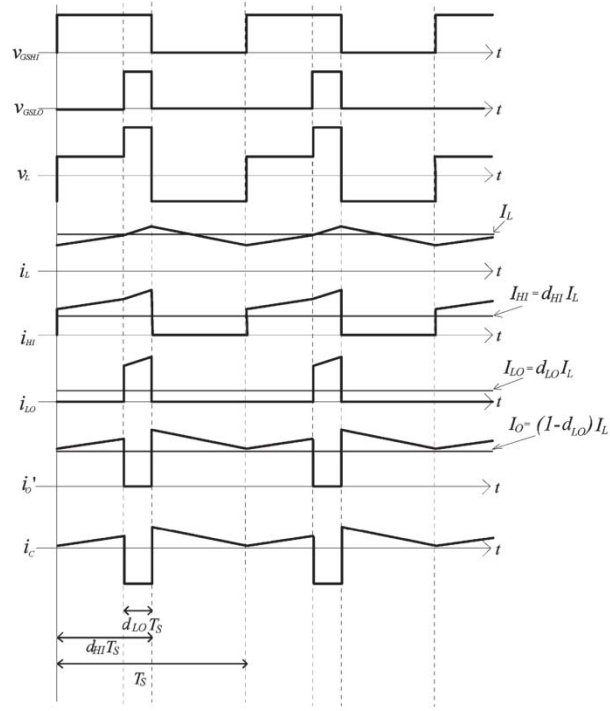 v_GSHI t
v_GSLO t
v_L t
I_L
i_L t
I_HI = d_HI I_L
i_HI t
I_LO = d_LO I_L
i_LO t
I_O = (1-d_LO) I_L
i_O' t
i_C t
d_LO T_S
d_HI T_S
T_S